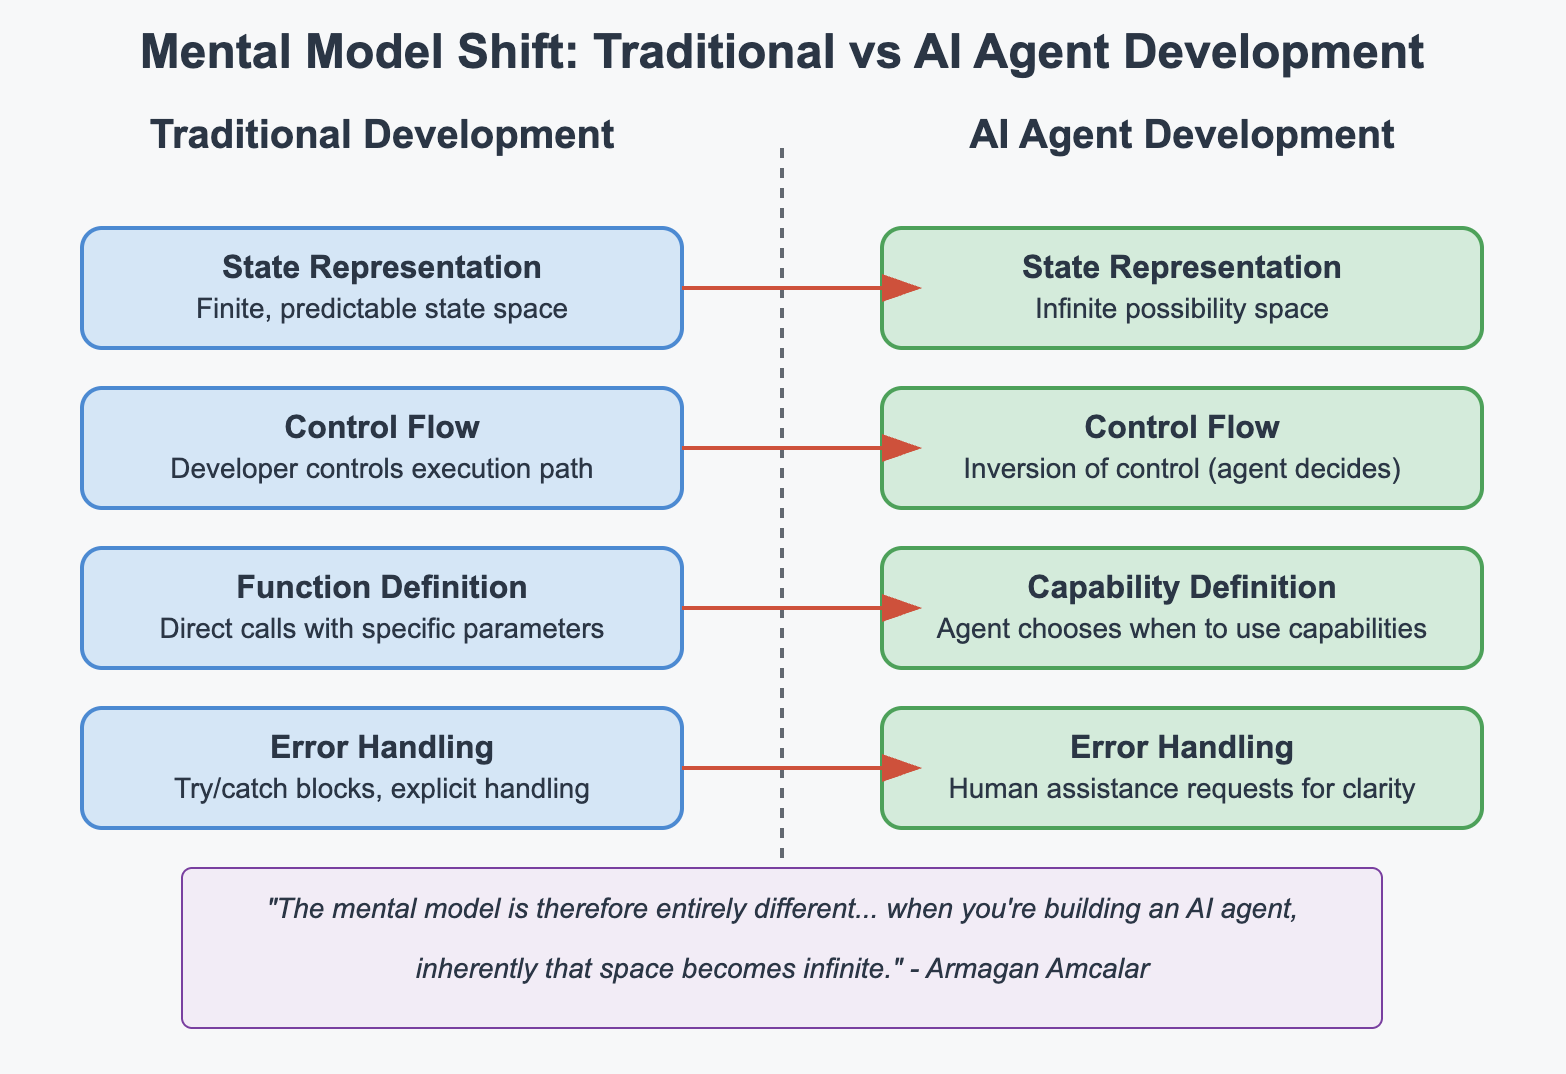 Mental Model Shift: Traditional vs AI Agent Development
Traditional Development
AI Agent Development
State Representation
Finite, predictable state space
State Representation
Infinite possibility space
Control Flow
Developer controls execution path
Control Flow
Inversion of control (agent decides)
Function Definition
Direct calls with specific parameters
Capability Definition
Agent chooses when to use capabilities
Error Handling
Try/catch blocks, explicit handling
Error Handling
Human assistance requests for clarity
"The mental model is therefore entirely different... when you're building an AI agent,
inherently that space becomes infinite." - Armagan Amcalar